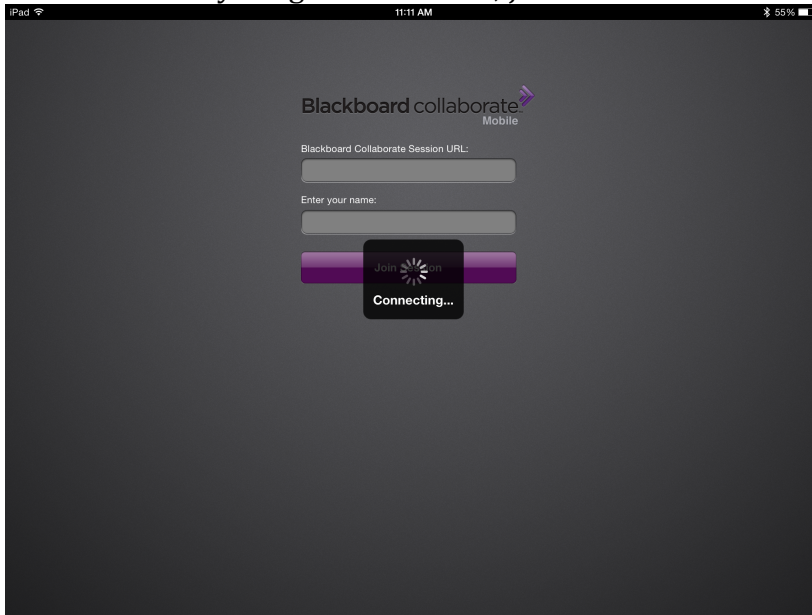 iPad 11:11 AM 55%
Blackboard collaborate
Mobile
Blackboard Collaborate Session URL:
Enter your name:
Join
Connecting...